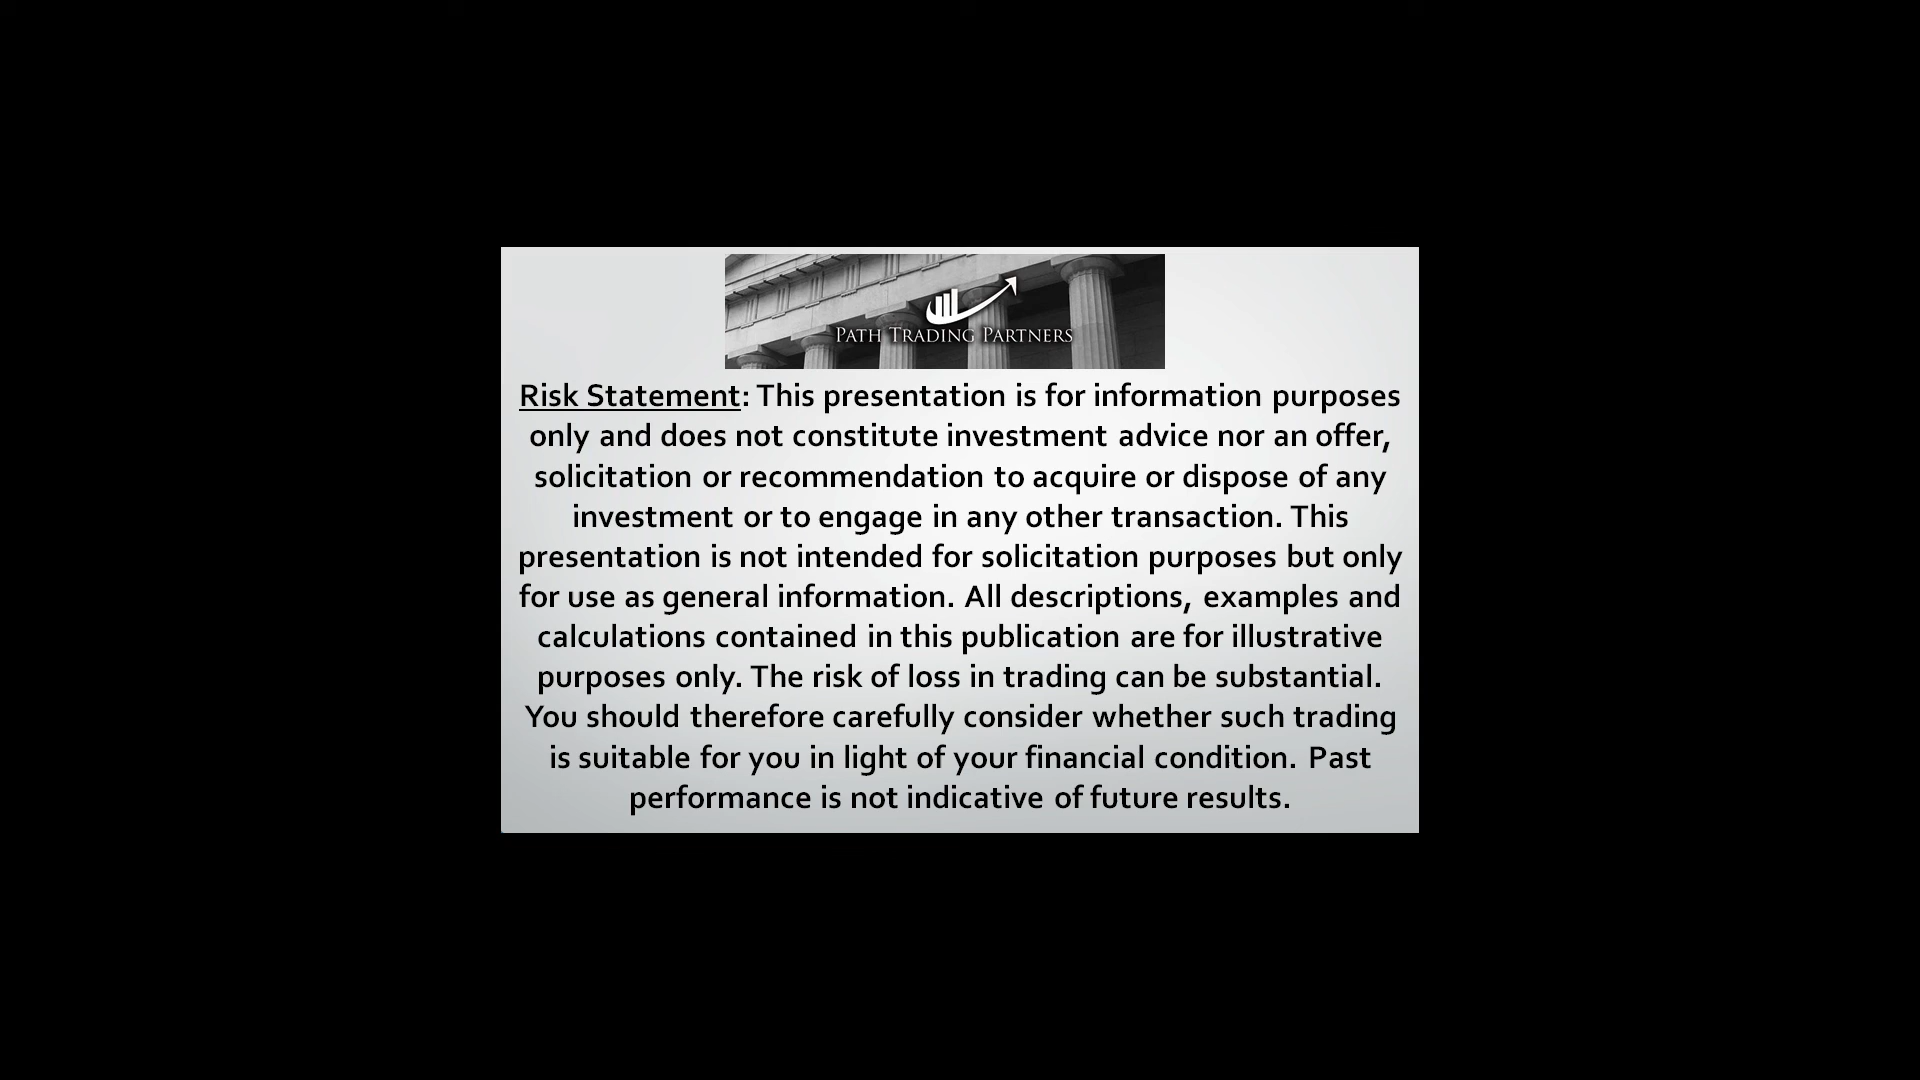 PATH TRADING PARTNERS
Risk Statement: This presentation is for information purposes
only and does not constitute investment advice nor an offer,
solicitation or recommendation to acquire or dispose of any
investment or to engage in any other transaction. This
presentation is not intended for solicitation purposes but only
for use as general information. All descriptions, examples and
calculations contained in this publication are for illustrative
purposes only. The risk of loss in trading can be substantial.
You should therefore carefully consider whether such trading
is suitable for you in light of your financial condition. Past
performance is not indicative of future results.